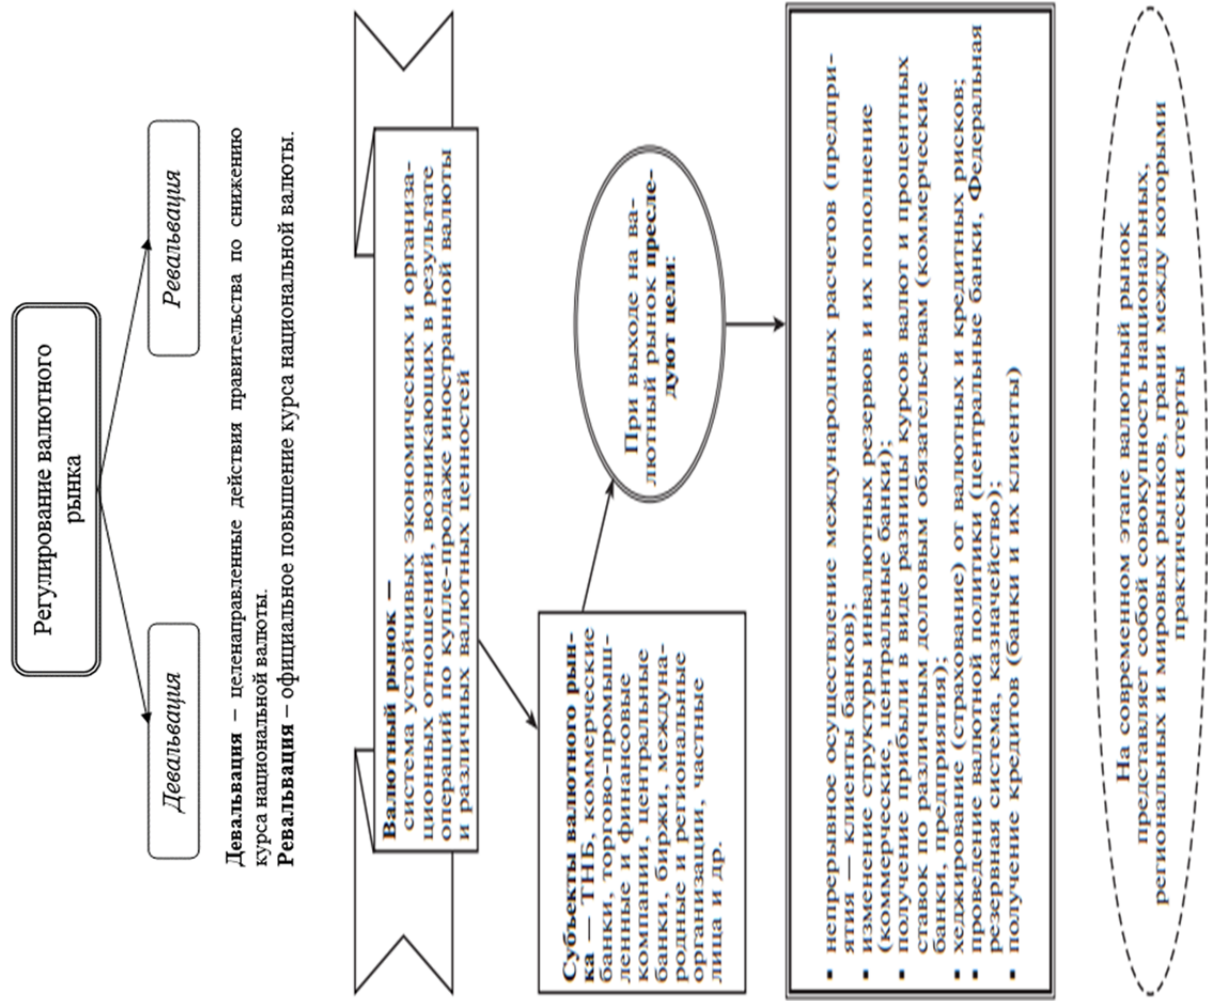 Регулирование валютного
рынка
Девальвация
Ревальвация
Девальвация – целенаправленные действия правительства по снижению
курса национальной валюты.
Ревальвация – официальное повышение курса национальной валюты.
Валютный рынок —
система устойчивых экономических и организа-
ционных отношений, возникающих в результате
операций по купле-продаже иностранной валюты
и различных валютных ценностей
Субъекты валютного рын-
ка — ТНБ, коммерческие
банки, торгово-промыш-
ленные и финансовые
компании, центральные
банки, биржи, междуна-
родные и региональные
организации, частные
лица и др.
При выходе на ва-
лютный рынок пресле-
дуют цели:
▪ непрерывное осуществление международных расчетов (предпри-
ятия — клиенты банков);
▪ изменение структуры инвалютных резервов и их пополнение
(коммерческие, центральные банки);
▪ получение прибыли в виде разницы курсов валют и процентных
ставок по различным долговым обязательствам (коммерческие
банки, предприятия);
▪ хеджирование (страхование) от валютных и кредитных рисков;
▪ проведение валютной политики (центральные банки, Федеральная
резервная система, казначейство);
▪ получение кредитов (банки и их клиенты)
На современном этапе валютный рынок
представляет собой совокупность национальных,
региональных и мировых рынков, грани между которыми
практически стерты